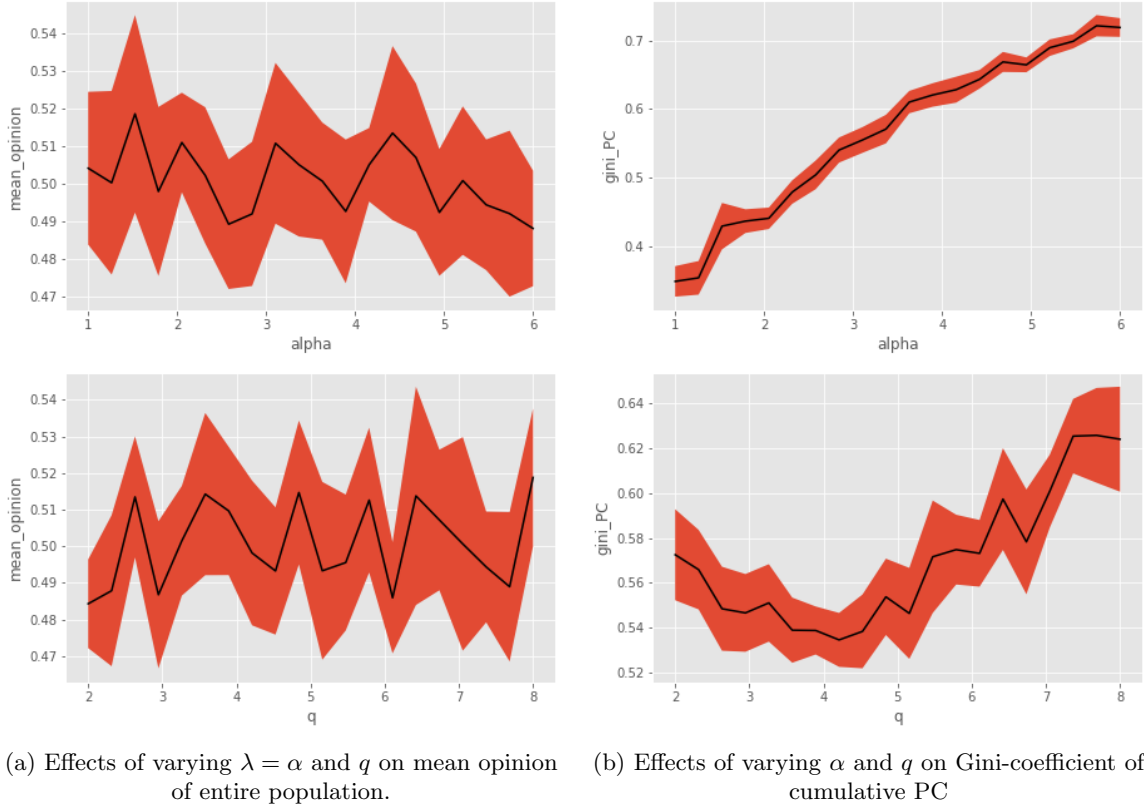 0.54
0.53
0.52
0.51
0.50
0.49
0.48
0.47
mean_opinion
1 2 3 4 5 6
alpha
0.7
0.6
0.5
0.4
gini_PC
1 2 3 4 5 6
alpha
0.54
0.53
0.52
0.51
0.50
0.49
0.48
0.47
mean_opinion
2 3 4 5 6 7 8
q
0.64
0.62
0.60
0.58
0.56
0.54
0.52
gini_PC
2 3 4 5 6 7 8
q
(a) Effects of varying λ = α and q on mean opinion
of entire population.
(b) Effects of varying α and q on Gini-coefficient of
cumulative PC